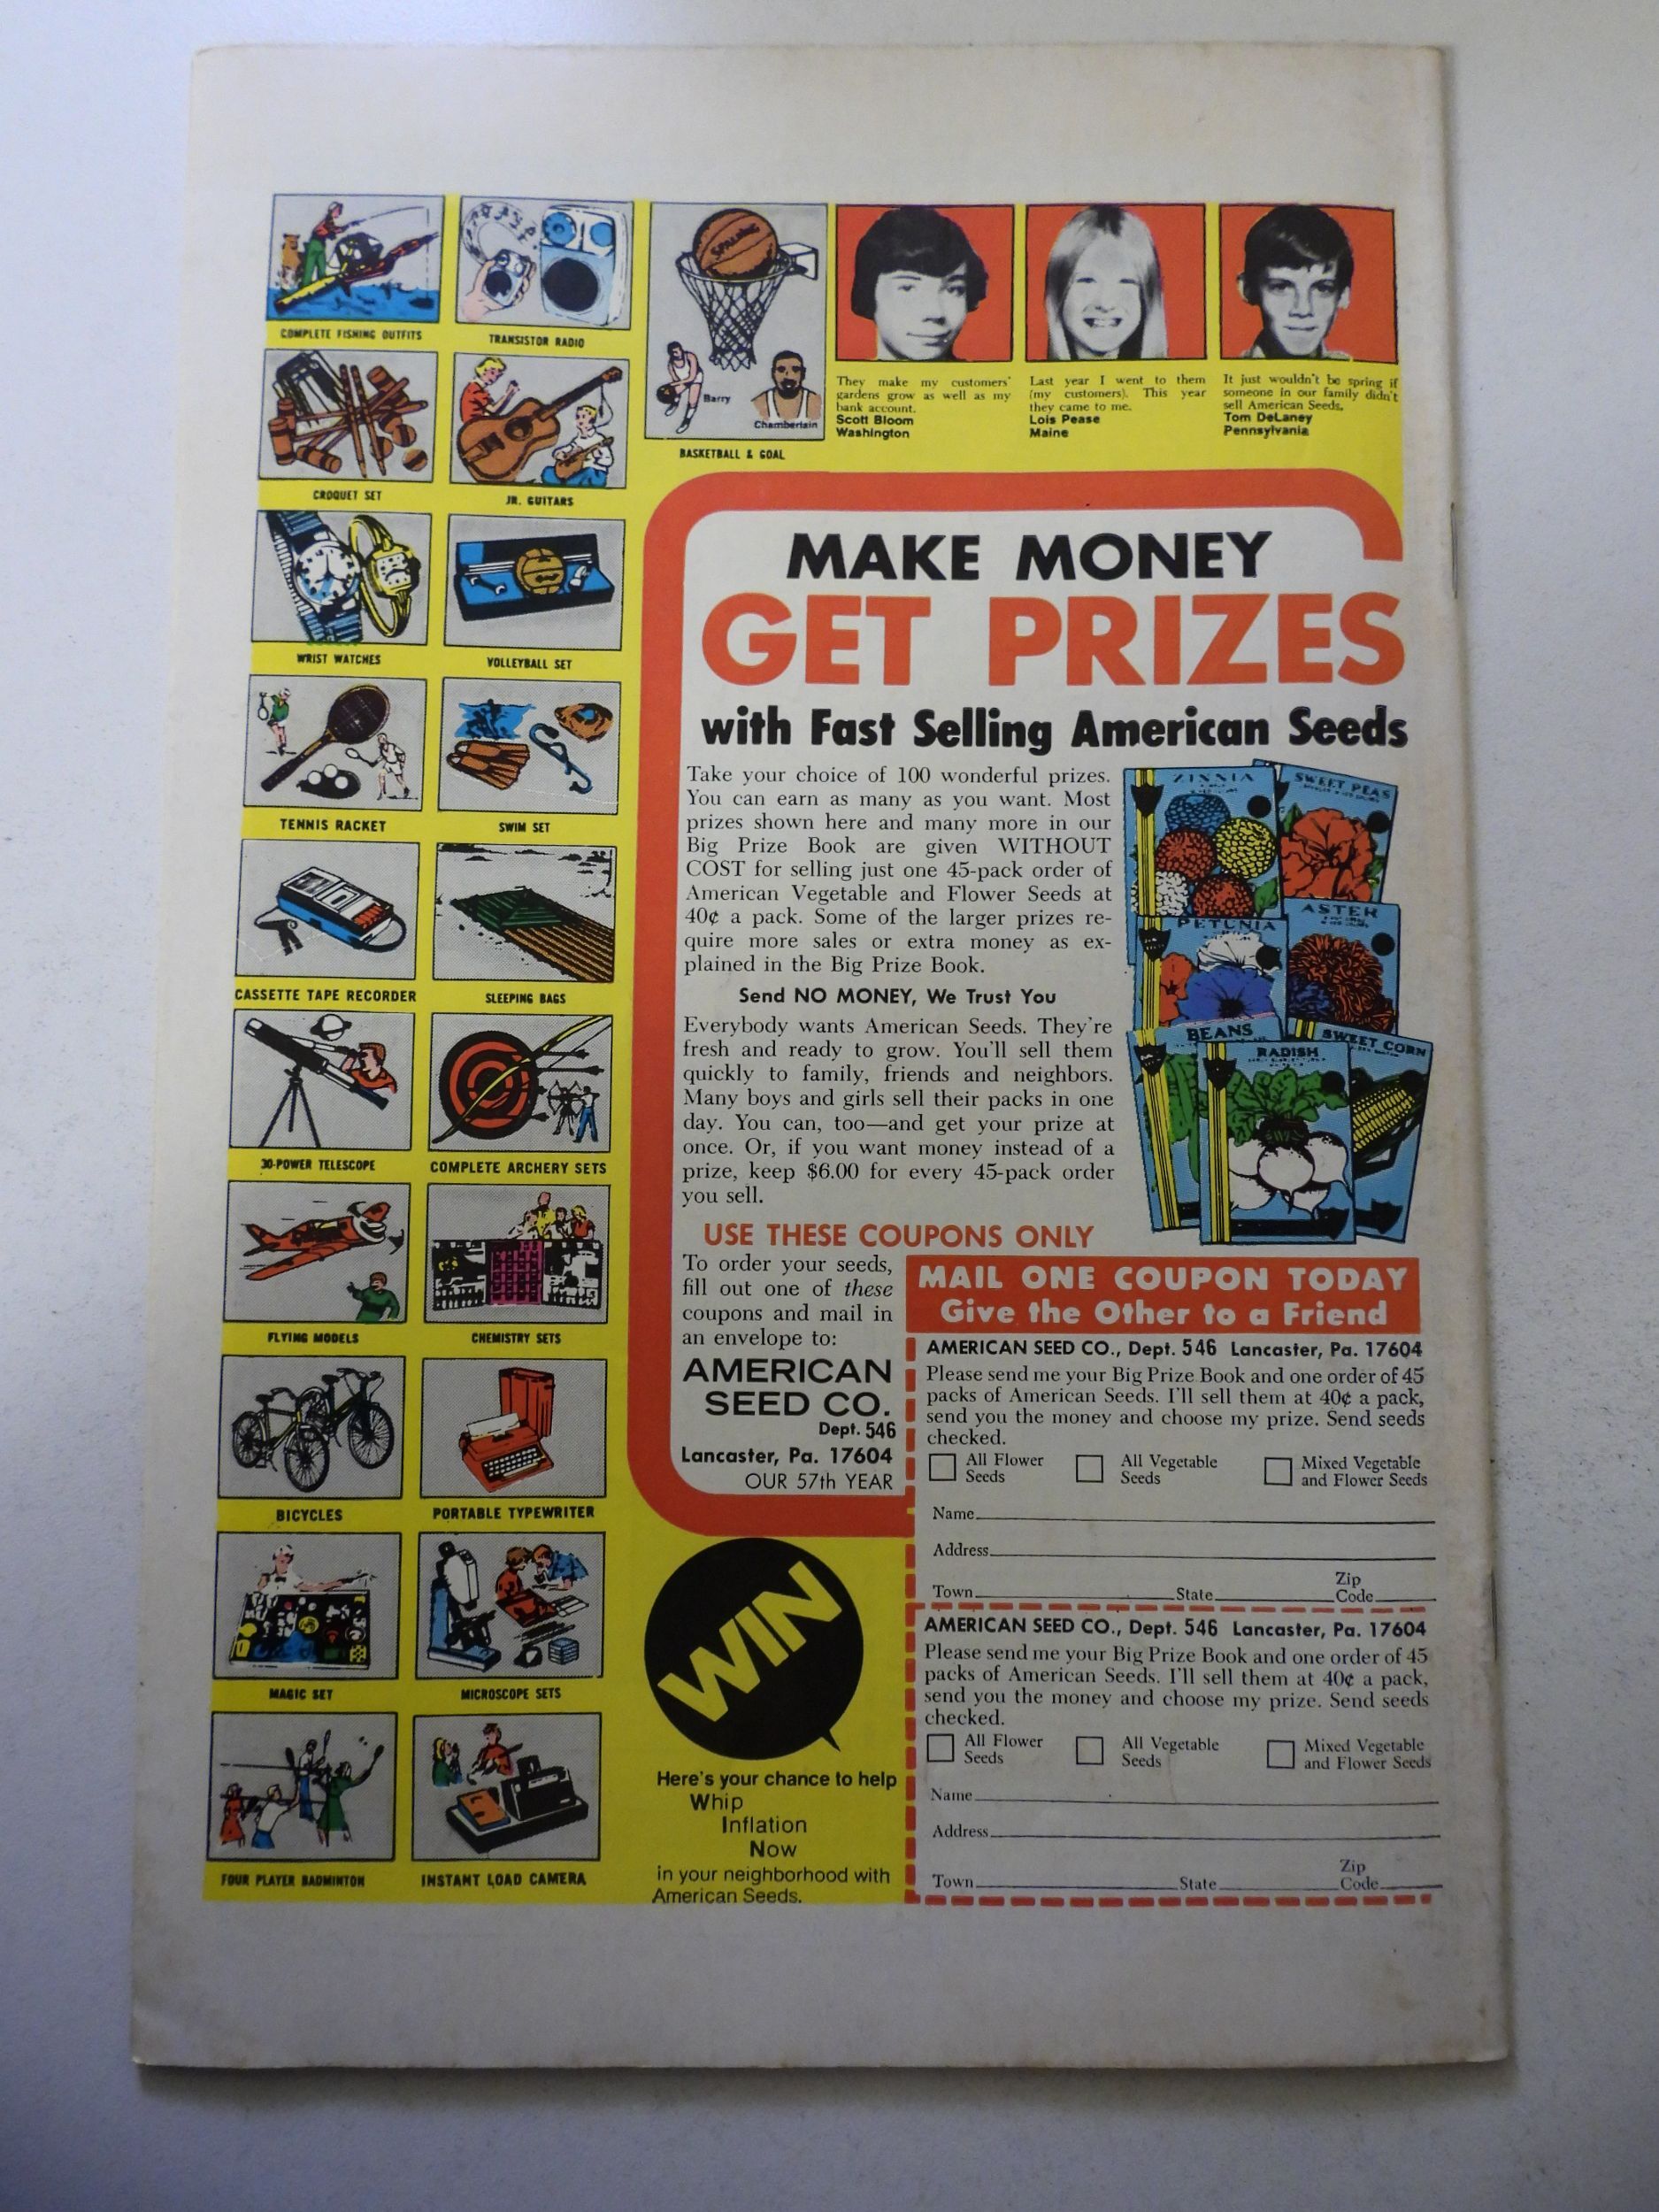 COMPLETE FISHING OUTFITS
TRANSISTOR RADIO
CROQUET SET
JR. GUITARS
WRIST WATCHES
VOLLEYBALL SET
TENNIS RACKET
SWIM SET
CASSETTE TAPE RECORDER
SLEEPING BAGS
30-POWER TELESCOPE
COMPLETE ARCHERY SETS
FLYING MODELS
CHEMISTRY SETS
BICYCLES
PORTABLE TYPEWRITER
MAGIC SET
MICROSCOPE SETS
FOUR PLAYER BADMINTON
INSTANT LOAD CAMERA
SPALDING
Barry
Chamberlain
BASKETBALL & GOAL
They make my customers'
gardens grow as well as my
bank account.
Scott Bloom
Washington
Last year I went to them
(my customers). This year
they came to me.
Lois Pease
Maine
It just wouldn't be spring if
someone in our family didn't
sell American Seeds.
Tom DeLaney
Pennsylvania
MAKE MONEY
GET PRIZES
with Fast Selling American Seeds
Take your choice of 100 wonderful prizes.
You can earn as many as you want. Most
prizes shown here and many more in our
Big Prize Book are given WITHOUT
COST for selling just one 45-pack order of
American Vegetable and Flower Seeds at
40¢ a pack. Some of the larger prizes re-
quire more sales or extra money as ex-
plained in the Big Prize Book.
Send NO MONEY, We Trust You
Everybody wants American Seeds. They're
fresh and ready to grow. You'll sell them
quickly to family, friends and neighbors.
Many boys and girls sell their packs in one
day. You can, too—and get your prize at
once. Or, if you want money instead of a
prize, keep $6.00 for every 45-pack order
you sell.
ZINNIA
SWEET PEAS
PETUNIA
ASTER
BEANS
RADISH
SWEET CORN
USE THESE COUPONS ONLY
To order your seeds,
fill out one of these
coupons and mail in
an envelope to:
AMERICAN
SEED CO.
Dept. 546
Lancaster, Pa. 17604
OUR 57th YEAR
MAIL ONE COUPON TODAY
Give the Other to a Friend
AMERICAN SEED CO., Dept. 546 Lancaster, Pa. 17604
Please send me your Big Prize Book and one order of 45
packs of American Seeds. I'll sell them at 40¢ a pack,
send you the money and choose my prize. Send seeds
checked.
All Flower
Seeds
All Vegetable
Seeds
Mixed Vegetable
and Flower Seeds
Name
Address
Town State Zip
Code
AMERICAN SEED CO., Dept. 546 Lancaster, Pa. 17604
Please send me your Big Prize Book and one order of 45
packs of American Seeds. I'll sell them at 40¢ a pack,
send you the money and choose my prize. Send seeds
checked.
All Flower
Seeds
All Vegetable
Seeds
Mixed Vegetable
and Flower Seeds
Name
Address
Town State Zip
Code
WIN
Here's your chance to help
Whip
Inflation
Now
in your neighborhood with
American Seeds.